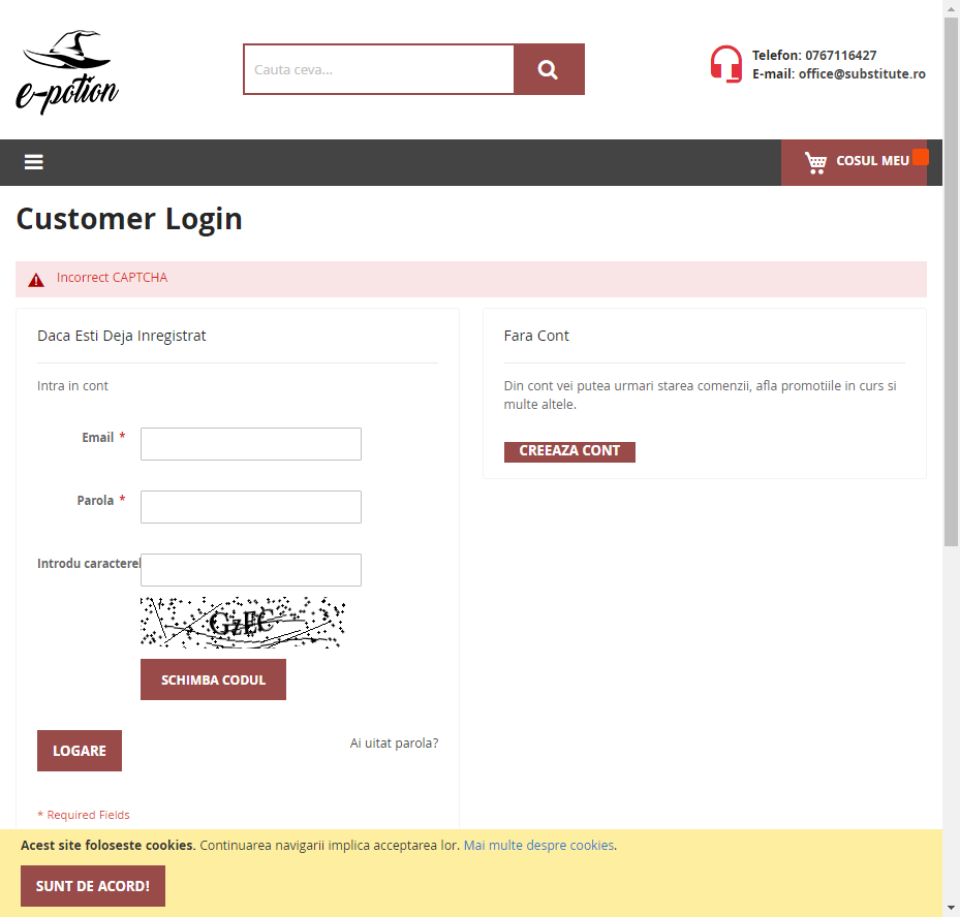 e-potion
Cauta ceva...
Telefon: 0767116427
E-mail: office@substitute.ro
COSUL MEU
Customer Login
Incorrect CAPTCHA
Daca Esti Deja Inregistrat
Intra in cont
Email *
Parola *
Introdu caracterel
GzEC
SCHIMBA CODUL
LOGARE
Ai uitat parola?
* Required Fields
Fara Cont
Din cont vei putea urmari starea comenzii, afla promotiile in curs si
multe altele.
CREEAZA CONT
Acest site foloseste cookies. Continuarea navigarii implica acceptarea lor. Mai multe despre cookies.
SUNT DE ACORD!